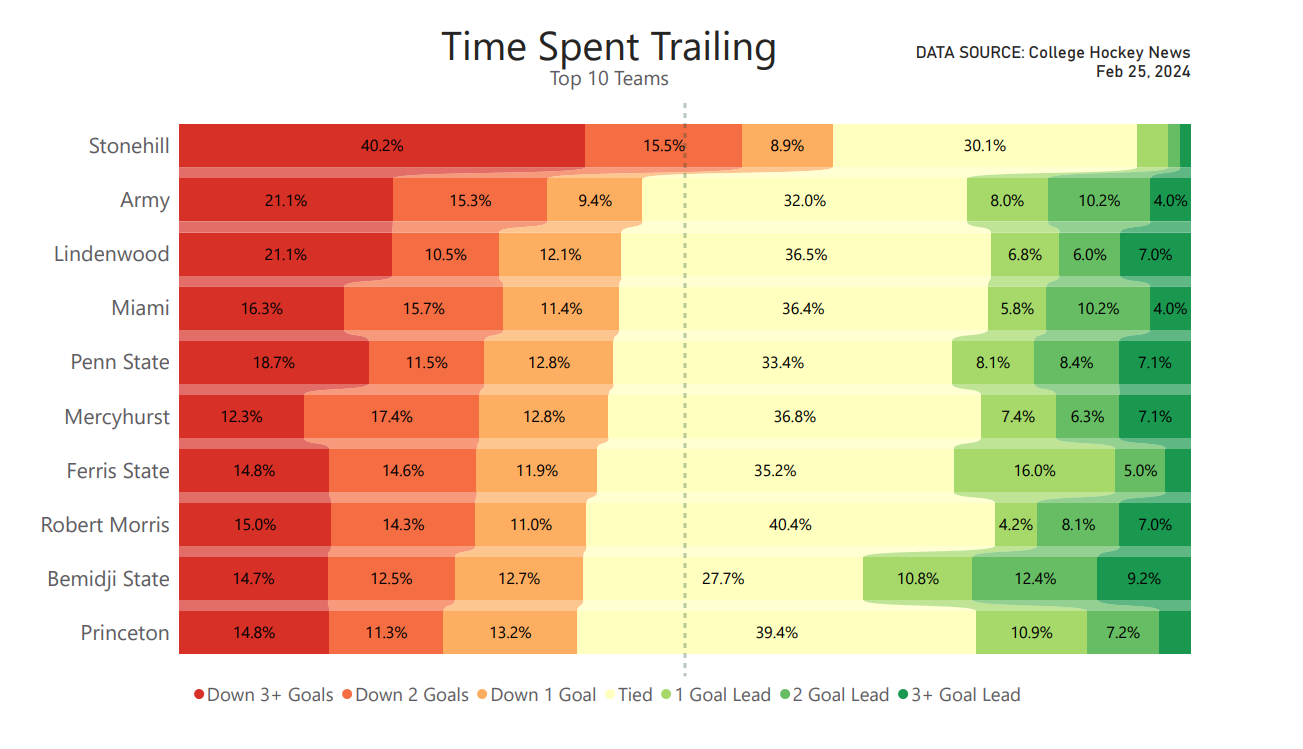 Time Spent Trailing
Top 10 Teams
DATA SOURCE: College Hockey News
Feb 25, 2024
Stonehill 40.2% 15.5% 8.9% 30.1%
Army 21.1% 15.3% 9.4% 32.0% 8.0% 10.2% 4.0%
Lindenwood 21.1% 10.5% 12.1% 36.5% 6.8% 6.0% 7.0%
Miami 16.3% 15.7% 11.4% 36.4% 5.8% 10.2% 4.0%
Penn State 18.7% 11.5% 12.8% 33.4% 8.1% 8.4% 7.1%
Mercyhurst 12.3% 17.4% 12.8% 36.8% 7.4% 6.3% 7.1%
Ferris State 14.8% 14.6% 11.9% 35.2% 16.0% 5.0%
Robert Morris 15.0% 14.3% 11.0% 40.4% 4.2% 8.1% 7.0%
Bemidji State 14.7% 12.5% 12.7% 27.7% 10.8% 12.4% 9.2%
Princeton 14.8% 11.3% 13.2% 39.4% 10.9% 7.2%
Down 3+ Goals Down 2 Goals Down 1 Goal Tied 1 Goal Lead 2 Goal Lead 3+ Goal Lead